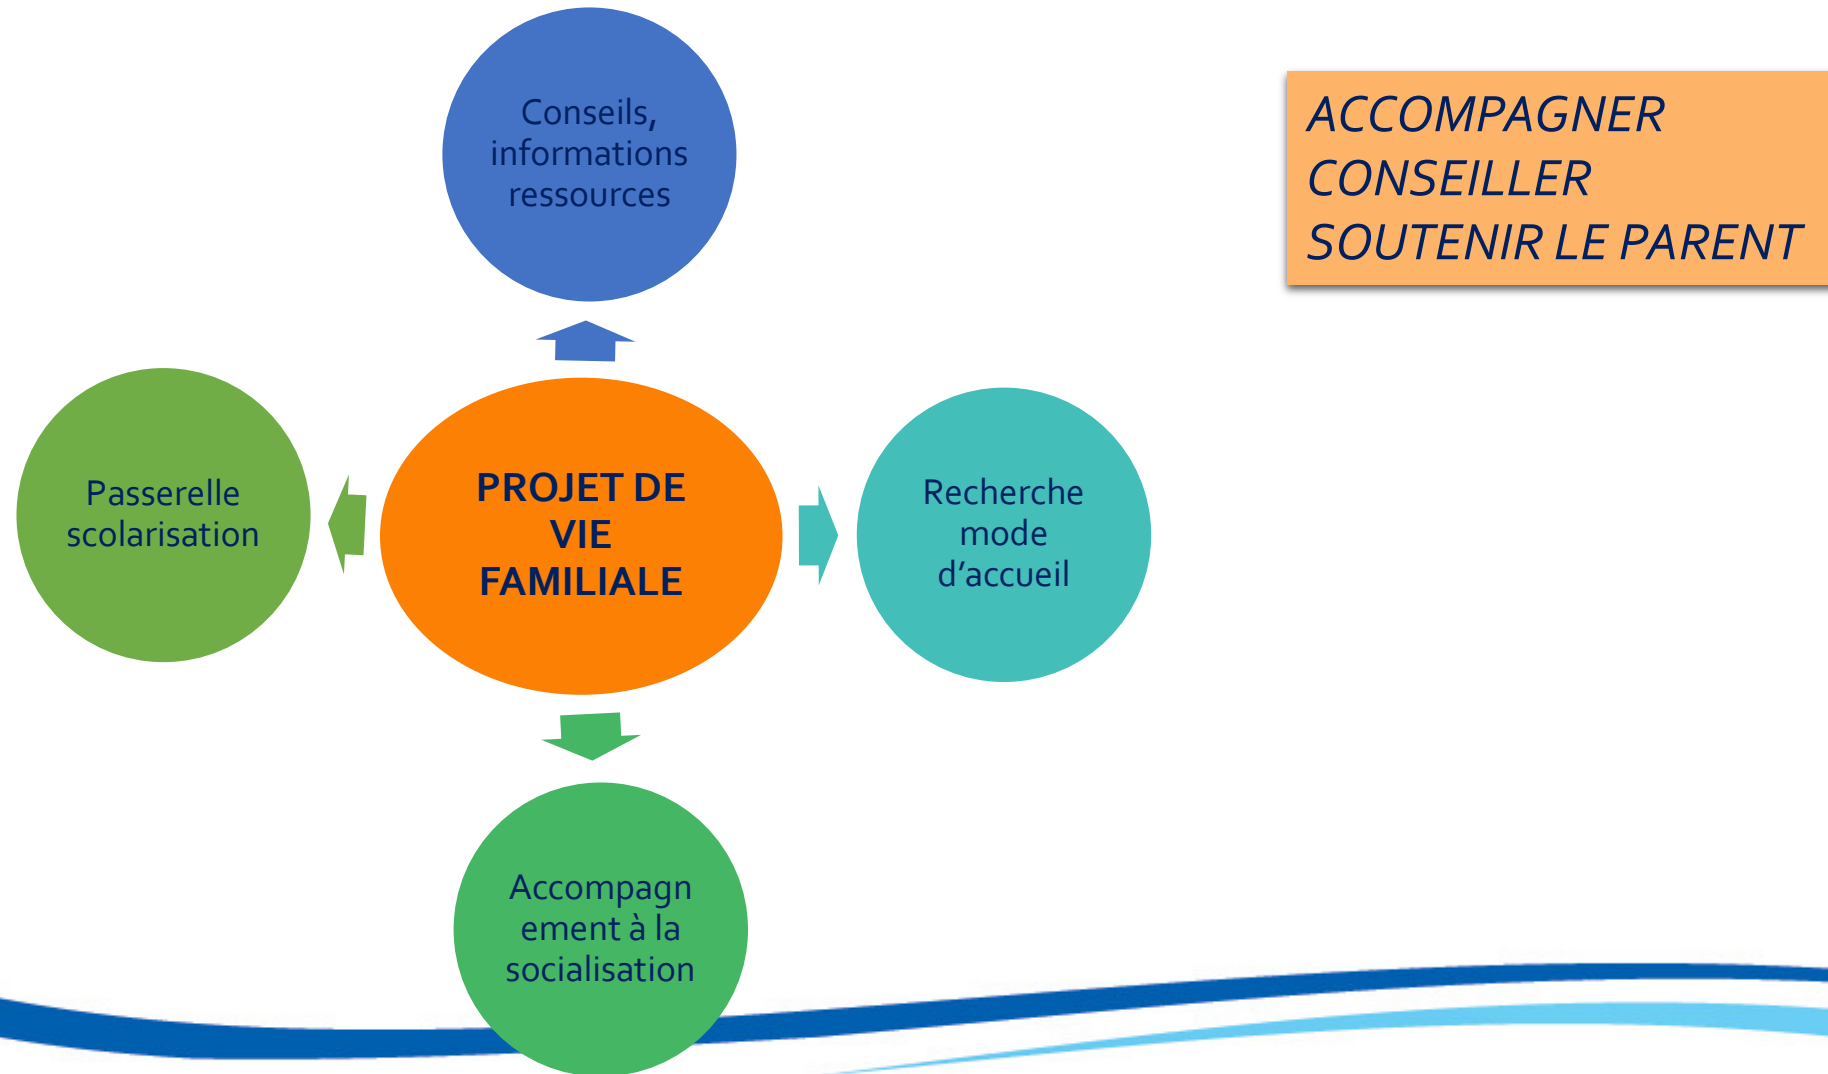 Conseils,
informations
ressources
ACCOMPAGNER
CONSEILLER
SOUTENIR LE PARENT
Passerelle
scolarisation
PROJET DE
VIE
FAMILIALE
Recherche
mode
d’accueil
Accompagn
ement à la
socialisation